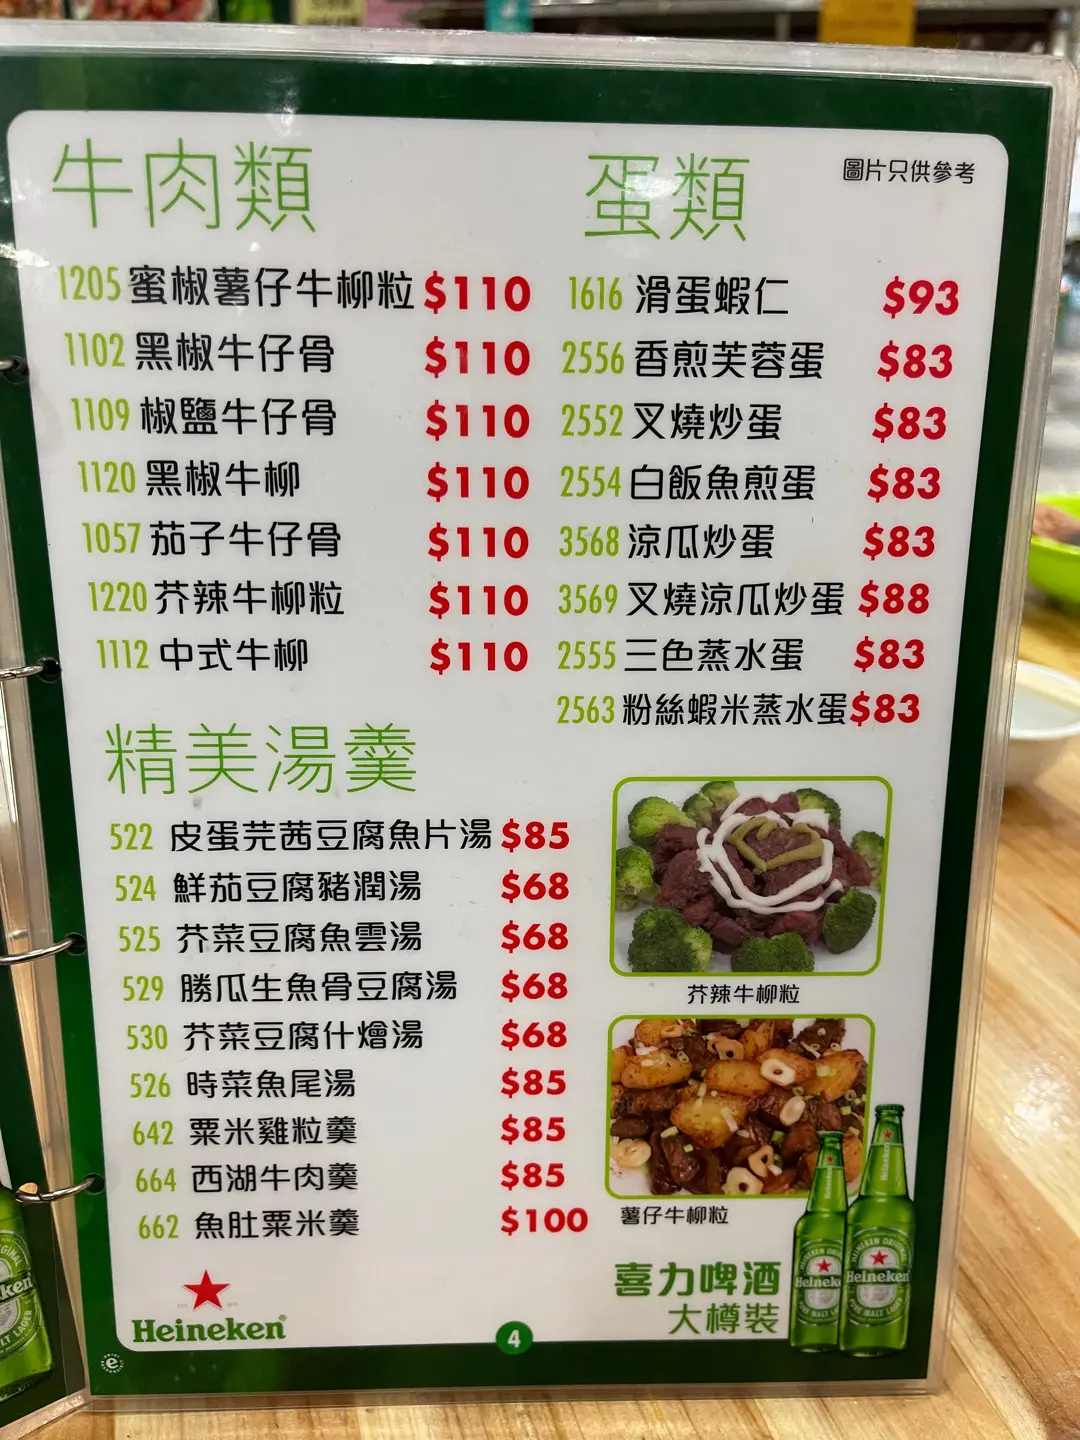 牛肉類
1205 蜜椒薯仔牛柳粒 $110
1102 黑椒牛仔骨 $110
1109 椒鹽牛仔骨 $110
1120 黑椒牛柳 $110
1057 茄子牛仔骨 $110
1220 芥辣牛柳粒 $110
1112 中式牛柳 $110
蛋類
圖片只供參考
1616 滑蛋蝦仁 $93
2556 香煎芙蓉蛋 $83
2552 叉燒炒蛋 $83
2554 白飯魚煎蛋 $83
3568 涼瓜炒蛋 $83
3569 叉燒涼瓜炒蛋 $88
2555 三色蒸水蛋 $83
2563 粉絲蝦米蒸水蛋 $83
精美湯羹
522 皮蛋芫茜豆腐魚片湯 $85
524 鮮茄豆腐豬潤湯 $68
525 芥菜豆腐魚雲湯 $68
529 勝瓜生魚骨豆腐湯 $68
530 芥菜豆腐什燴湯 $68
526 時菜魚尾湯 $85
642 粟米雞粒羹 $85
664 西湖牛肉羹 $85
662 魚肚粟米羹 $100
芥辣牛柳粒
薯仔牛柳粒
喜力啤酒
大樽裝
Heineken
Heineken
Heineken
4